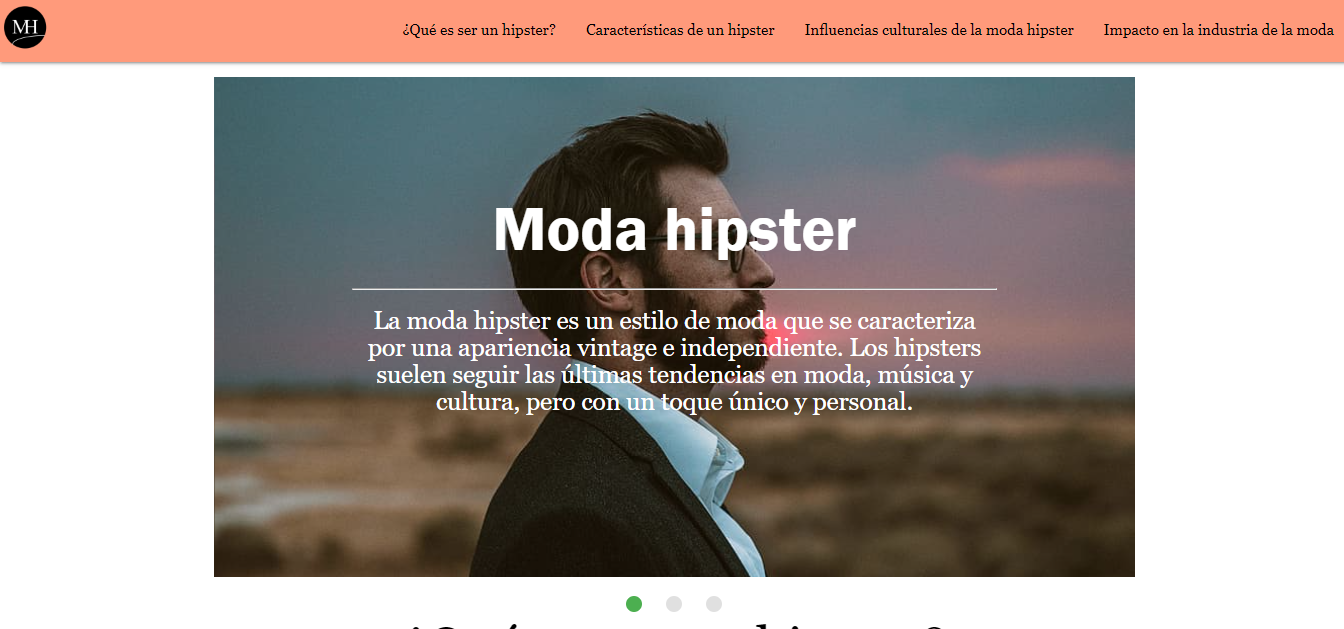 MH
¿Qué es ser un hipster?
Características de un hipster
Influencias culturales de la moda hipster
Impacto en la industria de la moda
Moda hipster
La moda hipster es un estilo de moda que se caracteriza
por una apariencia vintage e independiente. Los hipsters
suelen seguir las últimas tendencias en moda, música y
cultura, pero con un toque único y personal.